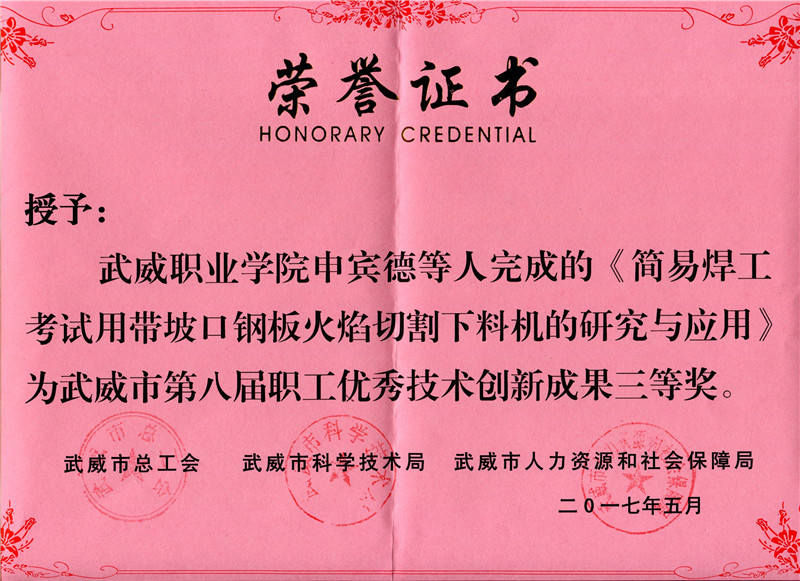 荣誉证书
HONORARY CREDENTIAL
授予：
武威职业学院申宾德等人完成的《简易焊工
考试用带坡口钢板火焰切割下料机的研究与应用》
为武威市第八届职工优秀技术创新成果三等奖。
武威市总工会 武威市科学技术局 武威市人力资源和社会保障局
二0一七年五月